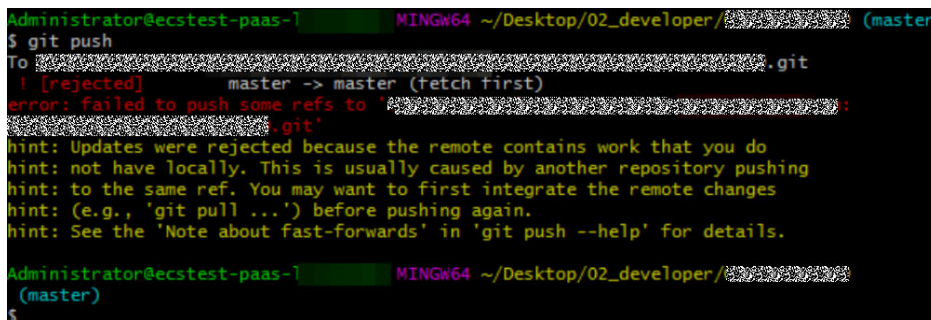 Administrator@ecstest-paas-l MINGW64 ~/Desktop/02_developer/ (master
$ git push
To .git
! [rejected] master -> master (fetch first)
error: failed to push some refs to ' :
.git'
hint: Updates were rejected because the remote contains work that you do
hint: not have locally. This is usually caused by another repository pushing
hint: to the same ref. You may want to first integrate the remote changes
hint: (e.g., 'git pull ...') before pushing again.
hint: See the 'Note about fast-forwards' in 'git push --help' for details.
Administrator@ecstest-paas-l MINGW64 ~/Desktop/02_developer/
(master)
$